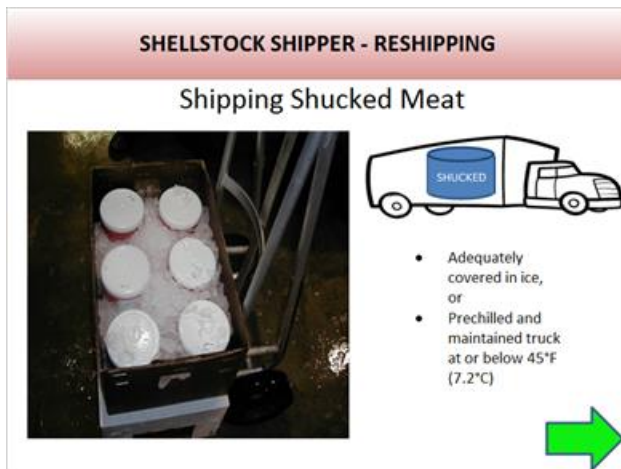 SHELLSTOCK SHIPPER - RESHIPPING
Shipping Shucked Meat
SHUCKED
• Adequately
covered in ice,
or
• Prechilled and
maintained truck
at or below 45°F
(7.2°C)